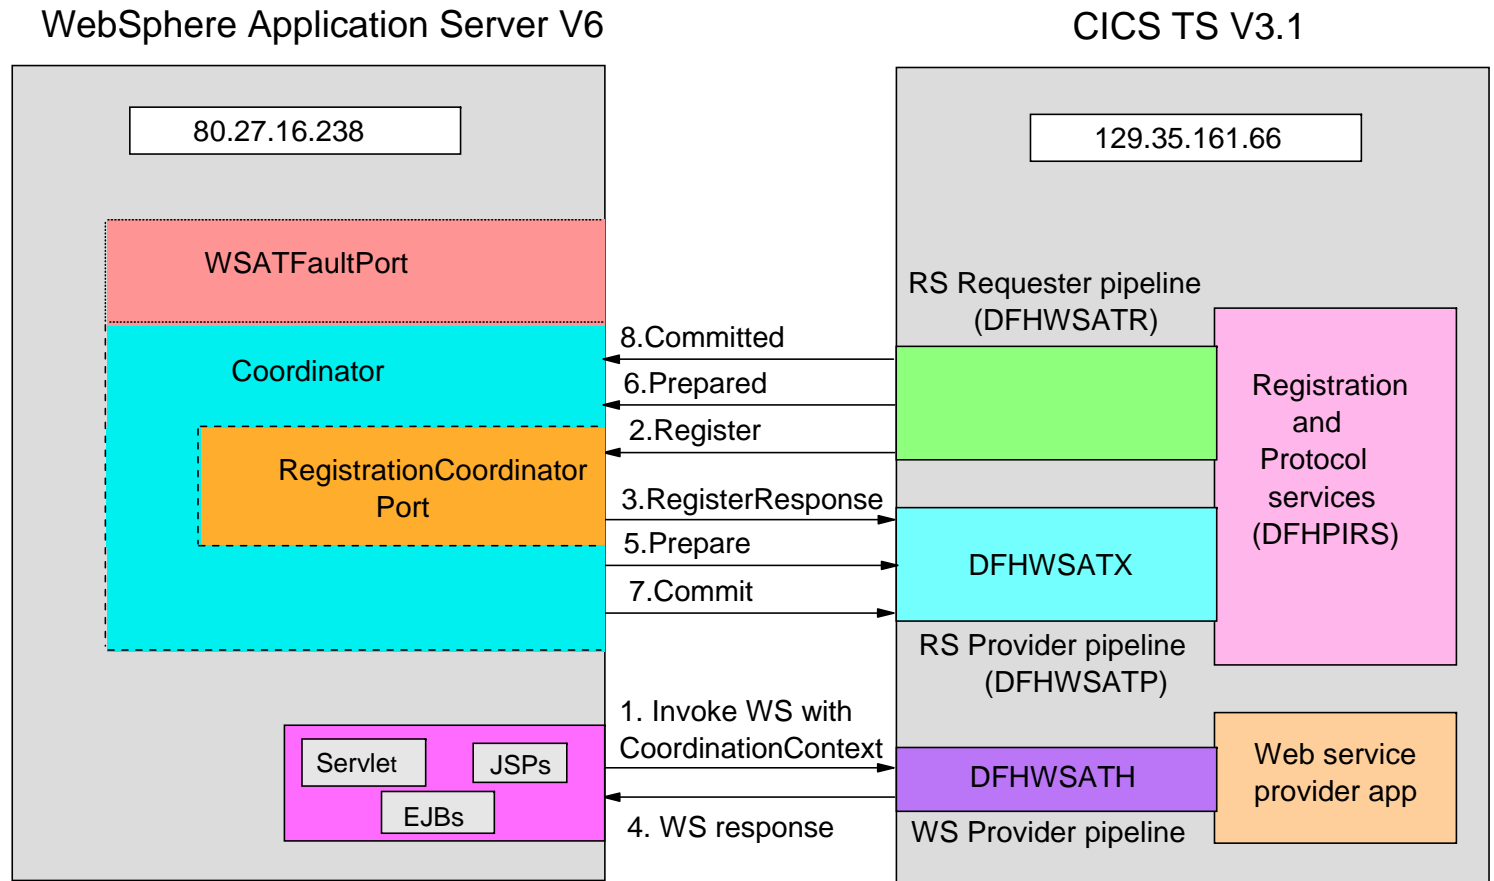 WebSphere Application Server V6
CICS TS V3.1
80.27.16.238
129.35.161.66
WSATFaultPort
Coordinator
RegistrationCoordinator
Port
RS Requester pipeline
(DFHWSATR)
8.Committed
6.Prepared
2.Register
3.RegisterResponse
5.Prepare
7.Commit
Registration
and
Protocol
services
(DFHPIRS)
DFHWSATX
RS Provider pipeline
(DFHWSATP)
1. Invoke WS with
CoordinationContext
Servlet
JSPs
EJBs
4. WS response
DFHWSATH
WS Provider pipeline
Web service
provider app